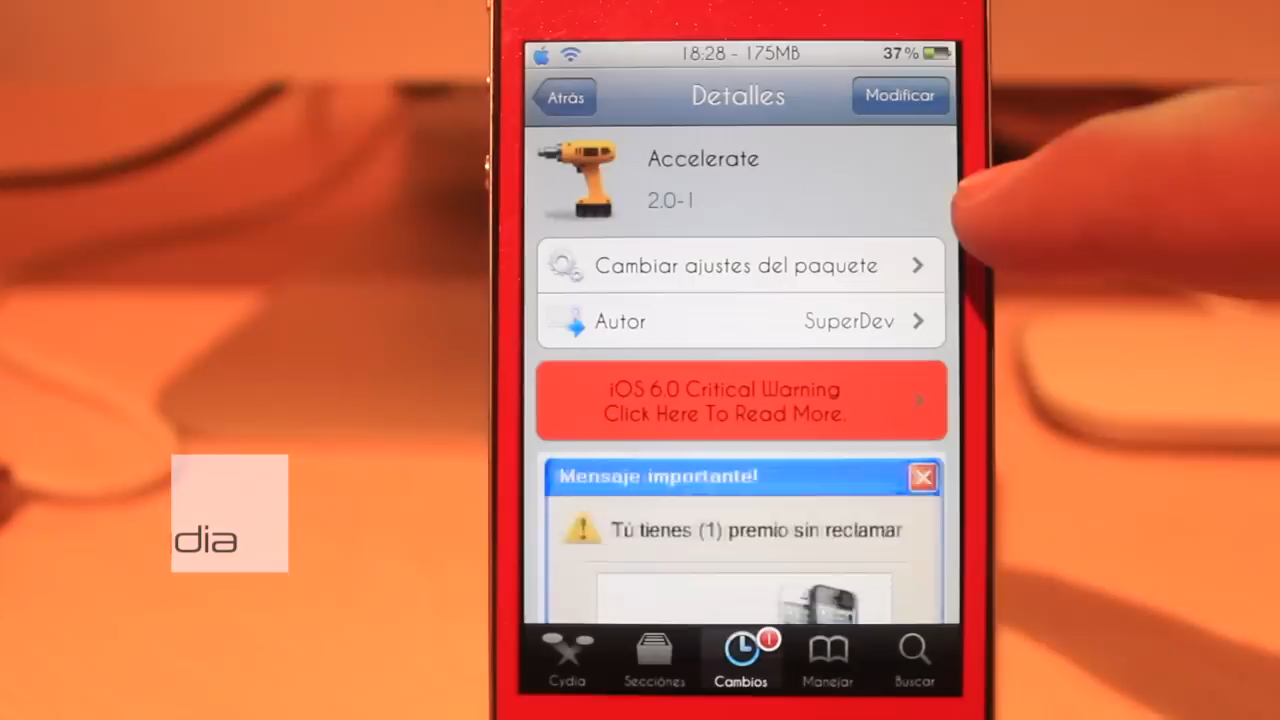 18:28 - 175MB
37%
Atrás
Detalles
Modificar
Accelerate
2.0-1
Cambiar ajustes del paquete
Autor
SuperDev
iOS 6.0 Critical Warning
Click Here To Read More.
Mensaje importante!
Tú tienes (1) premio sin reclamar
dia
Cydia
Secciónes
Cambios
Manejar
Buscar